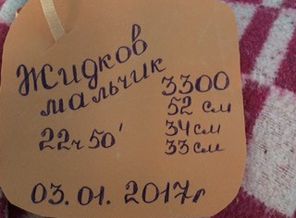 Жидков
мальчик
22ч 50'
3300
52 см
34 см
33 см
03.01.2017г